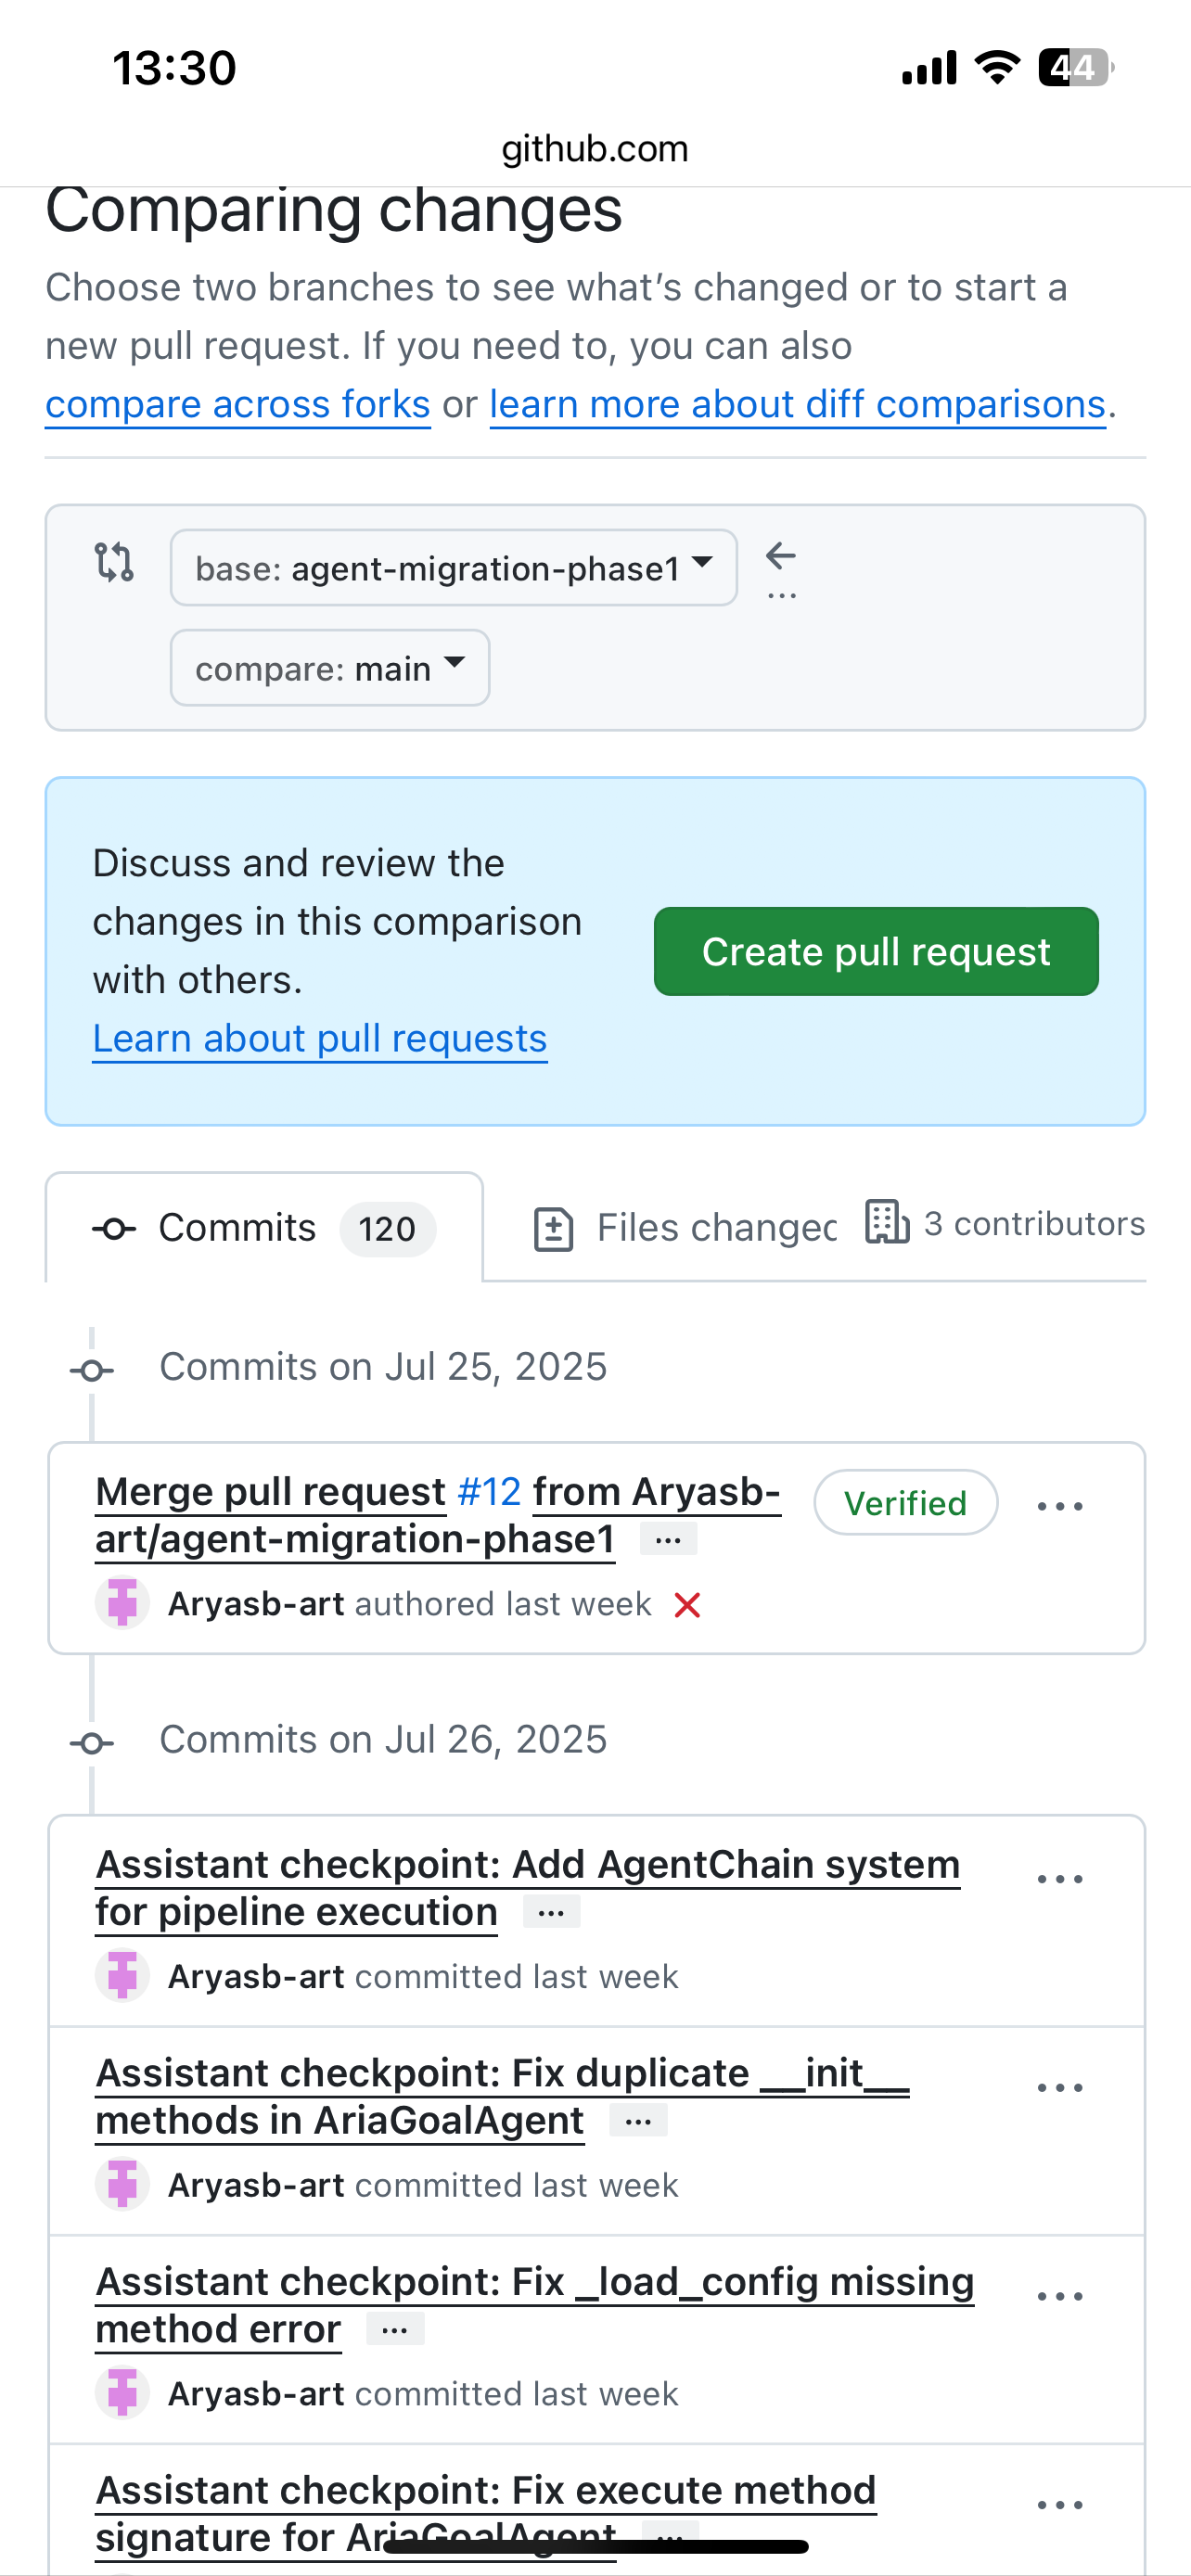 13:30
44
github.com
Comparing changes
Choose two branches to see what’s changed or to start a
new pull request. If you need to, you can also
compare across forks or learn more about diff comparisons.
base: agent-migration-phase1
...
compare: main
Discuss and review the
changes in this comparison
with others.
Create pull request
Learn about pull requests
Commits 120
Files changed
3 contributors
Commits on Jul 25, 2025
Merge pull request #12 from Aryasb-
art/agent-migration-phase1 ...
Verified
Aryasb-art authored last week
Commits on Jul 26, 2025
Assistant checkpoint: Add AgentChain system
for pipeline execution ...
Aryasb-art committed last week
Assistant checkpoint: Fix duplicate __init__
methods in AriaGoalAgent ...
Aryasb-art committed last week
Assistant checkpoint: Fix _load_config missing
method error ...
Aryasb-art committed last week
Assistant checkpoint: Fix execute method
signature for AriaGoalAgent ...